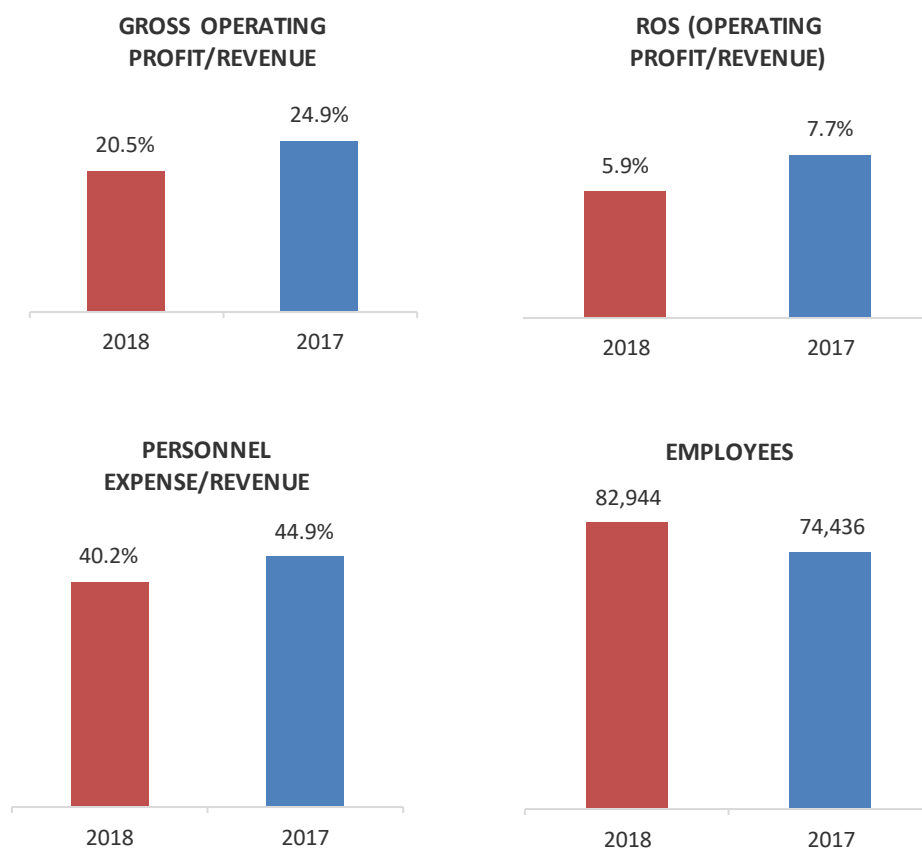 GROSS OPERATING
PROFIT/REVENUE
20.5%
24.9%
2018
2017
ROS (OPERATING
PROFIT/REVENUE)
5.9%
7.7%
2018
2017
PERSONNEL
EXPENSE/REVENUE
40.2%
44.9%
2018
2017
EMPLOYEES
82,944
74,436
2018
2017